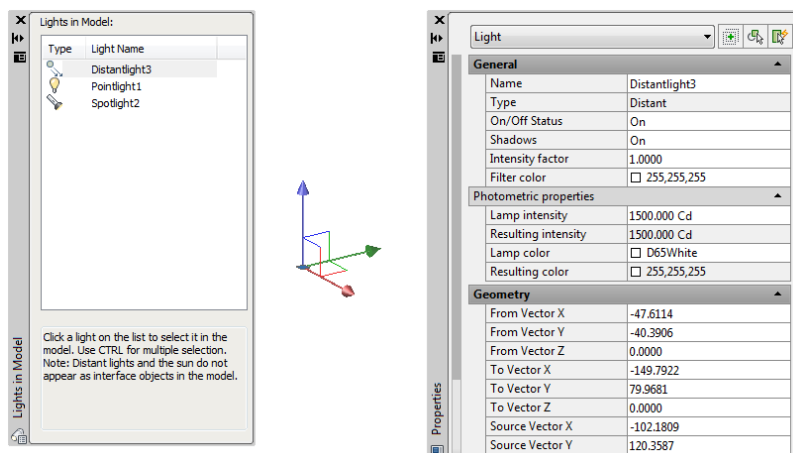 Lights in Model:
Type Light Name
Distantlight3
Pointlight1
Spotlight2
Click a light on the list to select it in the
model. Use CTRL for multiple selection.
Note: Distant lights and the sun do not
appear as interface objects in the model.
Lights in Model
Light
General
Name Distantlight3
Type Distant
On/Off Status On
Shadows On
Intensity factor 1.0000
Filter color 255,255,255
Photometric properties
Lamp intensity 1500.000 Cd
Resulting intensity 1500.000 Cd
Lamp color D65White
Resulting color 255,255,255
Geometry
From Vector X -47.6114
From Vector Y -40.3906
From Vector Z 0.0000
To Vector X -149.7922
To Vector Y 79.9681
To Vector Z 0.0000
Source Vector X -102.1809
Source Vector Y 120.3587
Properties